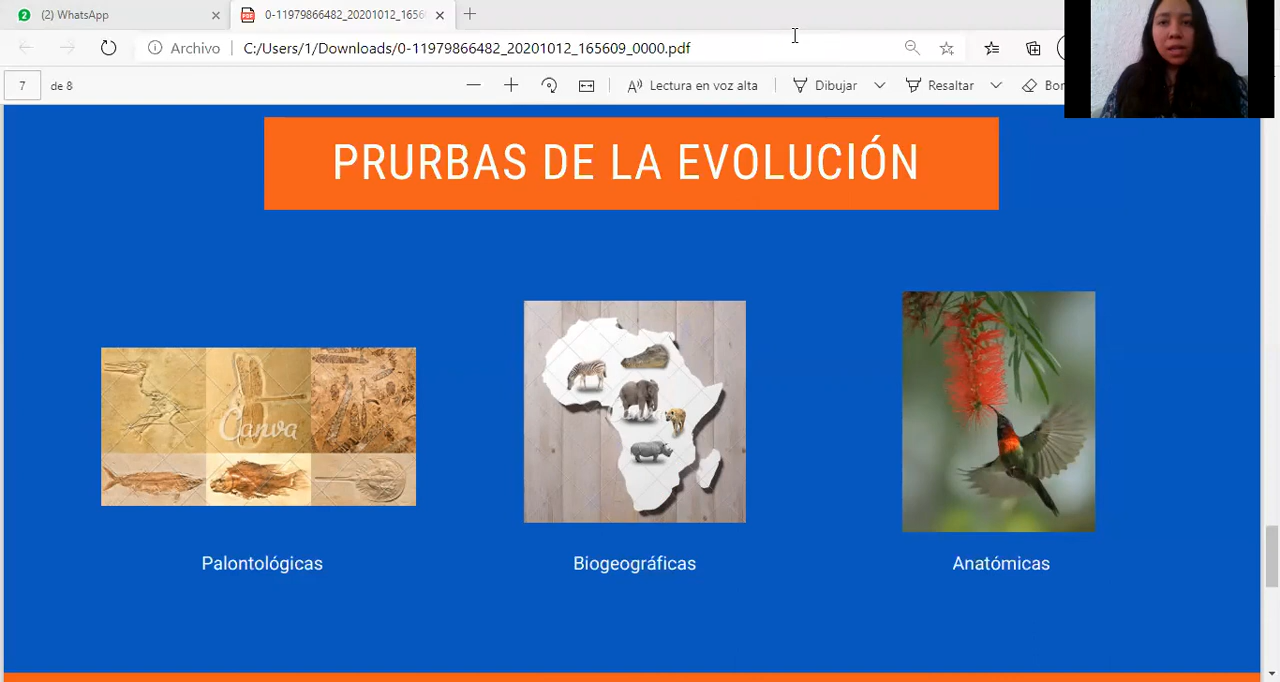 (2) WhatsApp
0-11979866482_20201012_1656
Archivo
C:/Users/1/Downloads/0-11979866482_20201012_165609_0000.pdf
7 de 8
Lectura en voz alta
Dibujar
Resaltar
PRURBAS DE LA EVOLUCIÓN
Canva
Palontológicas
Biogeográficas
Anatómicas